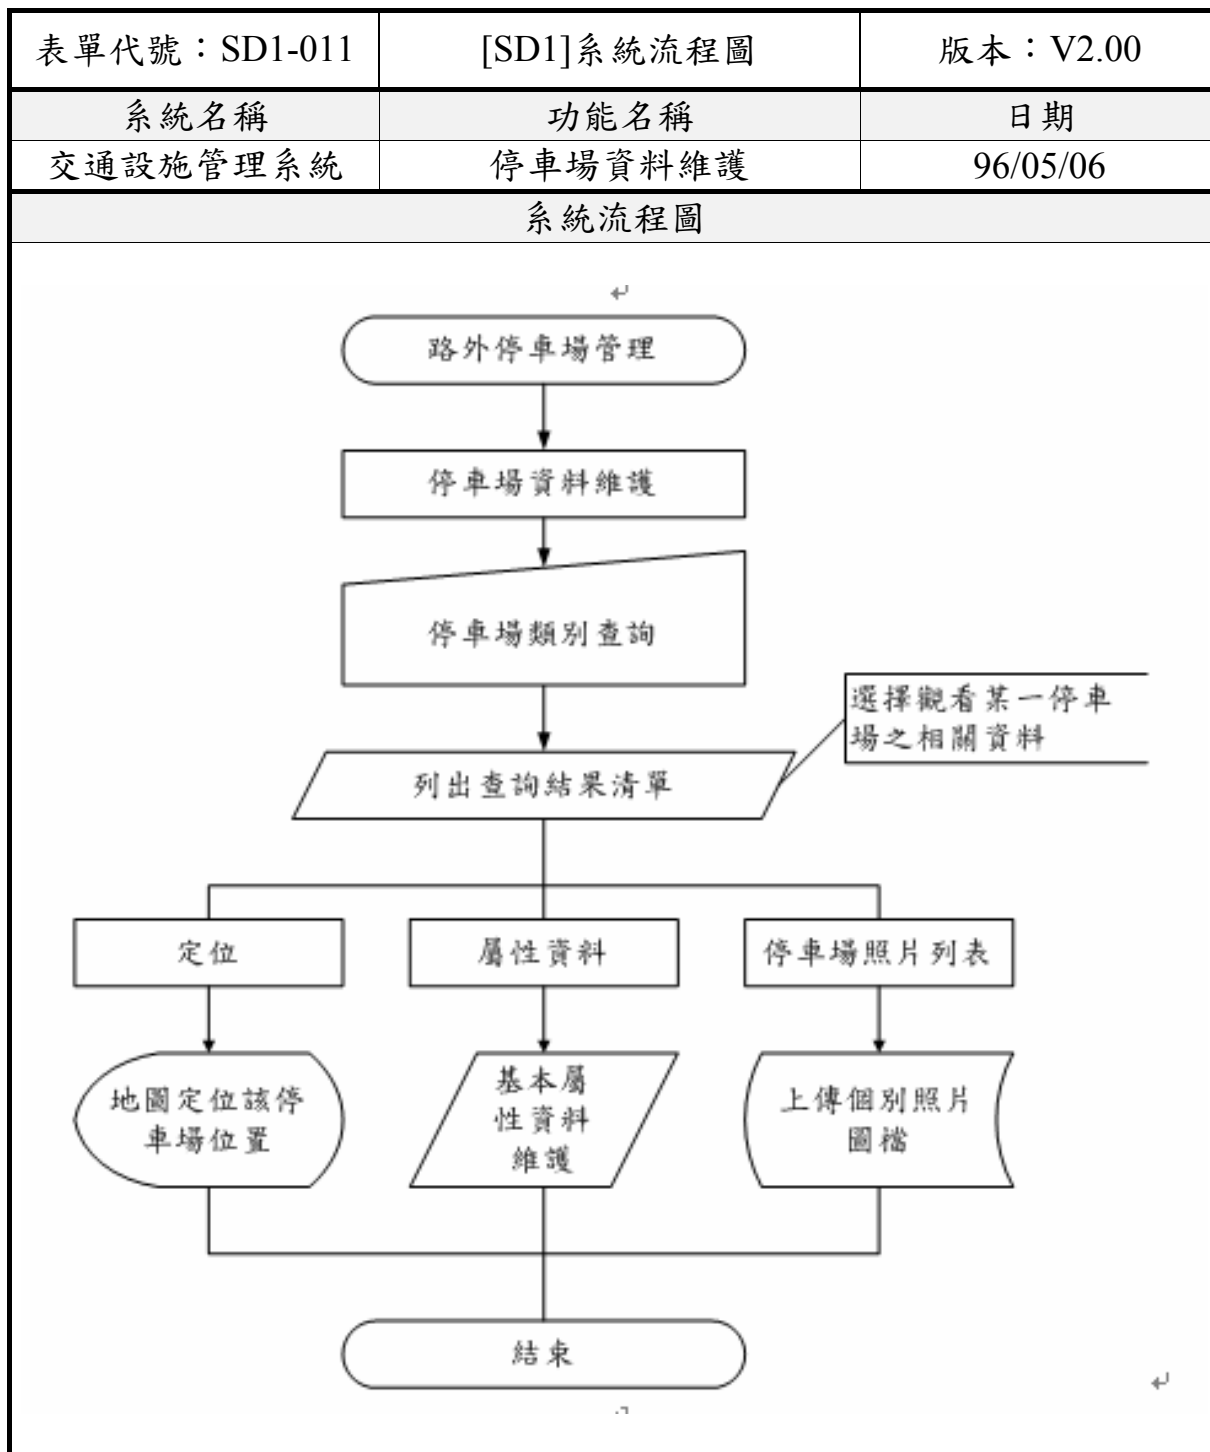 表單代號：SD1-011
[SD1]系統流程圖
版本：V2.00
系統名稱
功能名稱
日期
交通設施管理系統
停車場資料維護
96/05/06
系統流程圖
路外停車場管理
停車場資料維護
停車場類別查詢
選擇觀看某一停車
場之相關資料
列出查詢結果清單
定位
屬性資料
停車場照片列表
地圖定位該停
車場位置
基本屬
性資料
維護
上傳個別照片
圖檔
結束